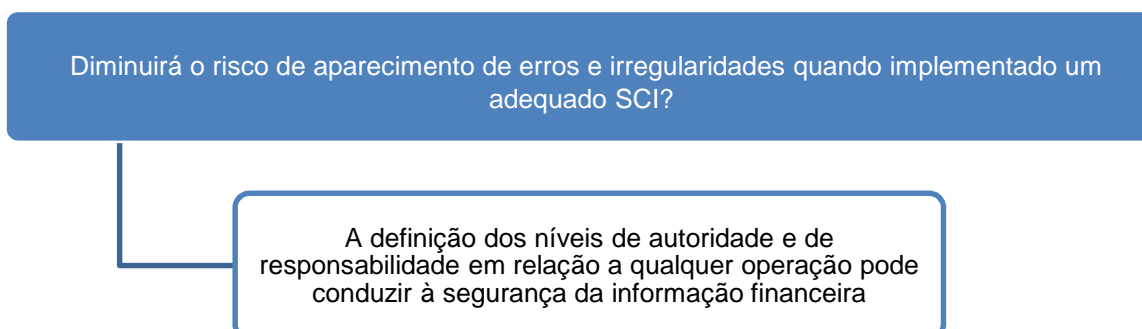 Diminuirá o risco de aparecimento de erros e irregularidades quando implementado um
adequado SCI?
A definição dos níveis de autoridade e de
responsabilidade em relação a qualquer operação pode
conduzir à segurança da informação financeira